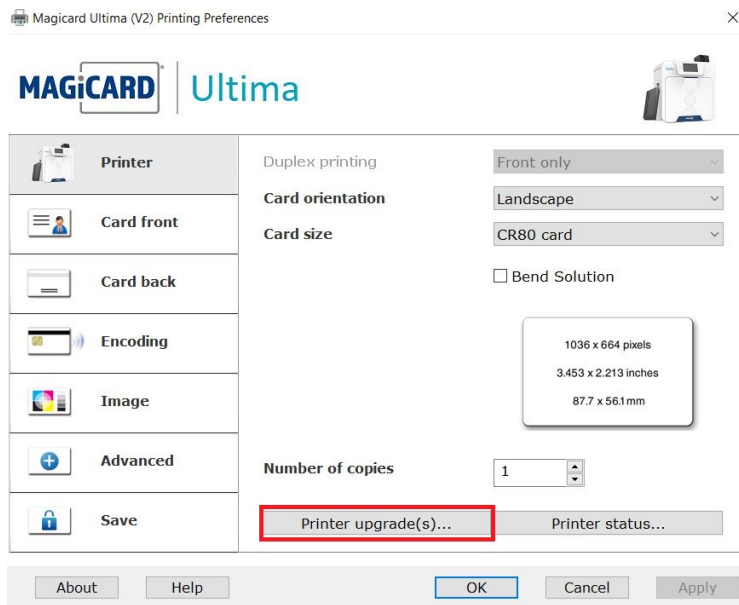 Magicard Ultima (V2) Printing Preferences
MAGiCARD Ultima
Printer
Duplex printing
Front only
Card orientation
Landscape
Card front
Card size
CR80 card
Bend Solution
Card back
Encoding
1036 x 664 pixels
3.453 x 2.213 inches
87.7 x 56.1 mm
Image
Advanced
Number of copies
1
Save
Printer upgrade(s)...
Printer status...
About
Help
OK
Cancel
Apply